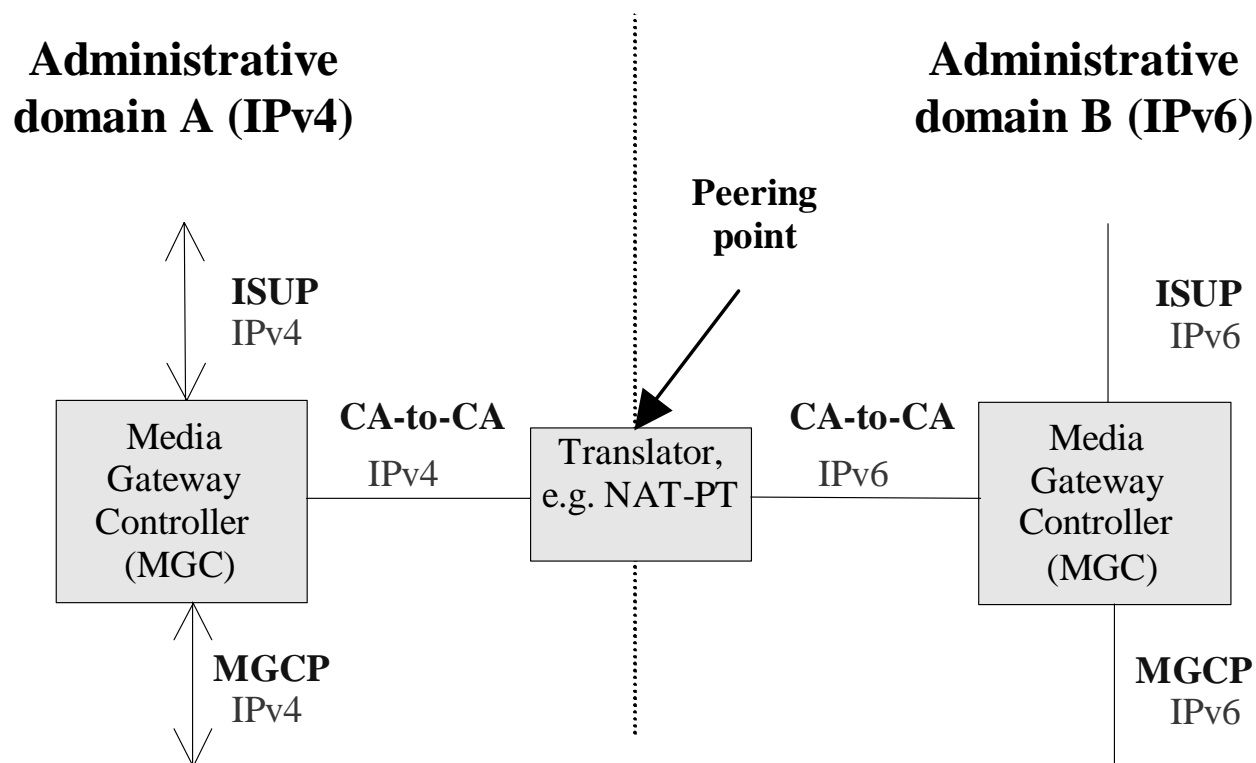 Administrative
domain A (IPv4)
Administrative
domain B (IPv6)
Peering
point
ISUP
IPv4
ISUP
IPv6
Media
Gateway
Controller
(MGC)
CA-to-CA
IPv4
Translator,
e.g. NAT-PT
CA-to-CA
IPv6
Media
Gateway
Controller
(MGC)
MGCP
IPv4
MGCP
IPv6